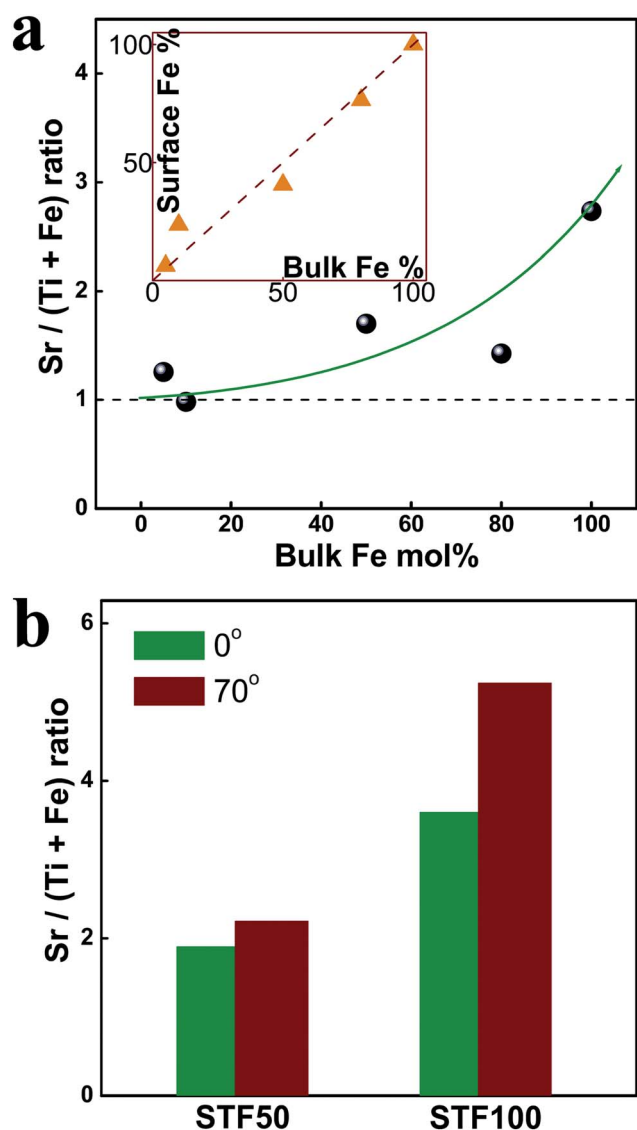 a
Sr / (Ti + Fe) ratio
4
3
2
1
0
0
20
40
60
80
100
Bulk Fe mol%
Surface Fe %
100
50
0
50
100
Bulk Fe %
b
Sr / (Ti + Fe) ratio
6
4
2
0
0°
70°
STF50
STF100